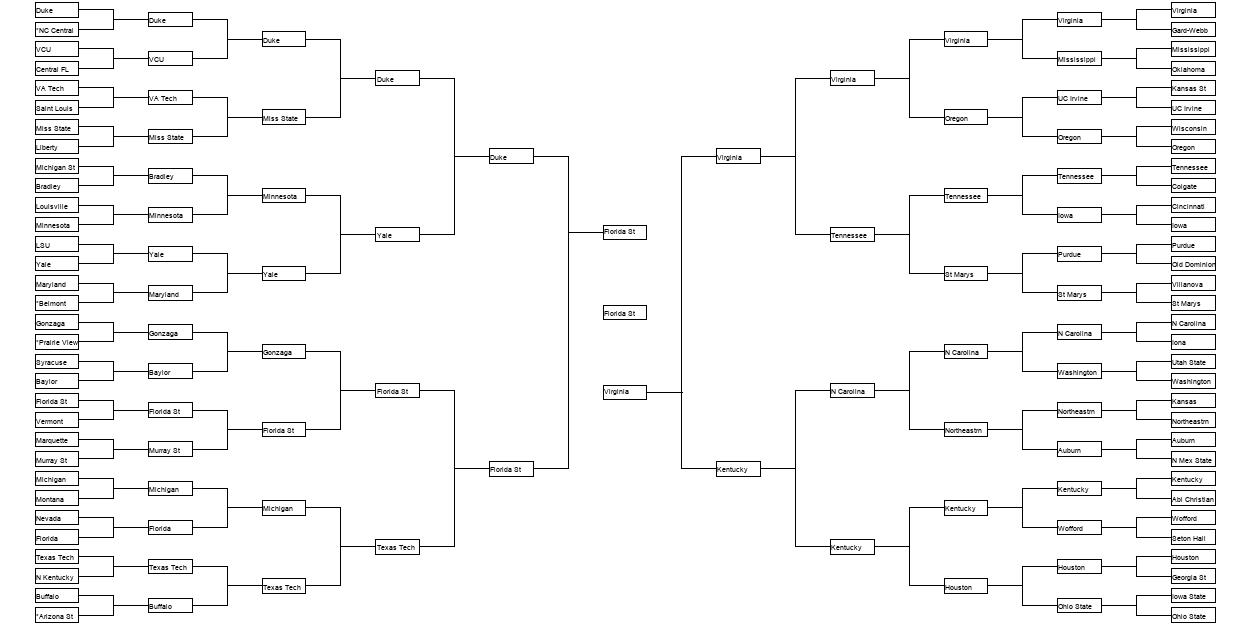 Duke
*NC Central
VCU
Central FL
VA Tech
Saint Louis
Miss State
Liberty
Michigan St
Bradley
Louisville
Minnesota
LSU
Yale
Maryland
*Belmont
Gonzaga
*Prairie View
Syracuse
Baylor
Florida St
Vermont
Marquette
Murray St
Michigan
Montana
Nevada
Florida
Texas Tech
N Kentucky
Buffalo
*Arizona St
Duke
VCU
VA Tech
Miss State
Bradley
Minnesota
Yale
Maryland
Gonzaga
Baylor
Florida St
Murray St
Michigan
Florida
Texas Tech
Buffalo
Duke
Miss State
Minnesota
Yale
Gonzaga
Florida St
Michigan
Texas Tech
Duke
Yale
Florida St
Texas Tech
Duke
Florida St
Florida St
Florida St
Virginia
Virginia
Kentucky
Virginia
Tennessee
N Carolina
Kentucky
Virginia
Oregon
Tennessee
St Marys
N Carolina
Northeastrn
Kentucky
Houston
Virginia
Mississippi
UC Irvine
Oregon
Tennessee
Iowa
Purdue
St Marys
N Carolina
Washington
Northeastrn
Auburn
Kentucky
Wofford
Houston
Ohio State
Virginia
Gard-Webb
Mississippi
Oklahoma
Kansas St
UC Irvine
Wisconsin
Oregon
Tennessee
Colgate
Cincinnati
Iowa
Purdue
Old Dominion
Villanova
St Marys
N Carolina
Iona
Utah State
Washington
Kansas
Northeastrn
Auburn
N Mex State
Kentucky
Abl Christian
Wofford
Seton Hall
Houston
Georgia St
Iowa State
Ohio State